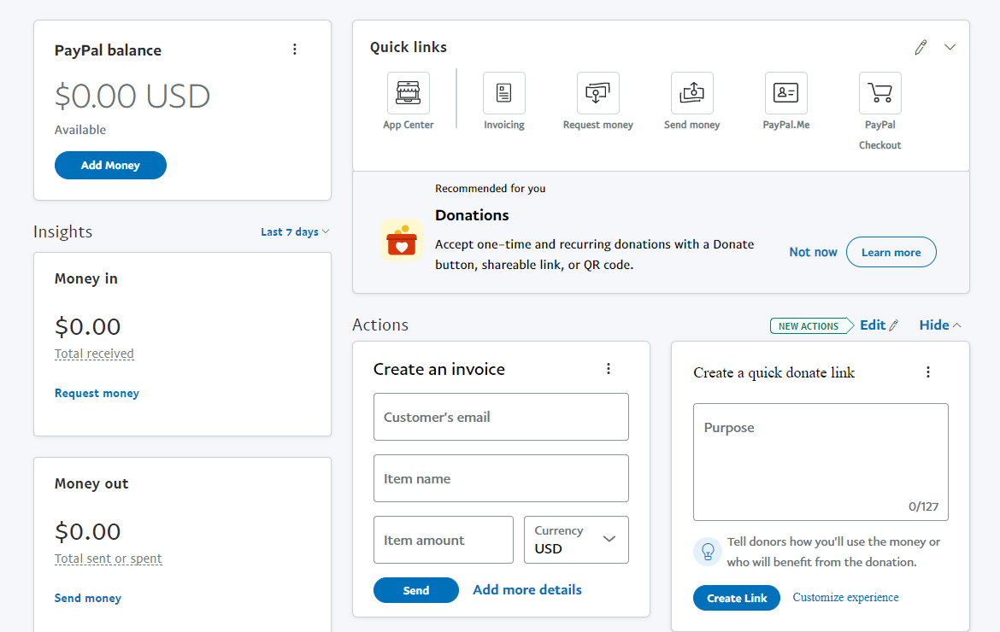 PayPal balance
$0.00 USD
Available
Add Money
Quick links
App Center
Invoicing
Request money
Send money
PayPal.Me
PayPal
Checkout
Recommended for you
Donations
Accept one-time and recurring donations with a Donate
button, shareable link, or QR code.
Not now
Learn more
Insights
Last 7 days
Money in
$0.00
Total received
Request money
Money out
$0.00
Total sent or spent
Send money
Actions
NEW ACTIONS
Edit
Hide
Create an invoice
Customer's email
Item name
Item amount
Currency
USD
Send
Add more details
Create a quick donate link
Purpose
0/127
Tell donors how you'll use the money or
who will benefit from the donation.
Create Link
Customize experience